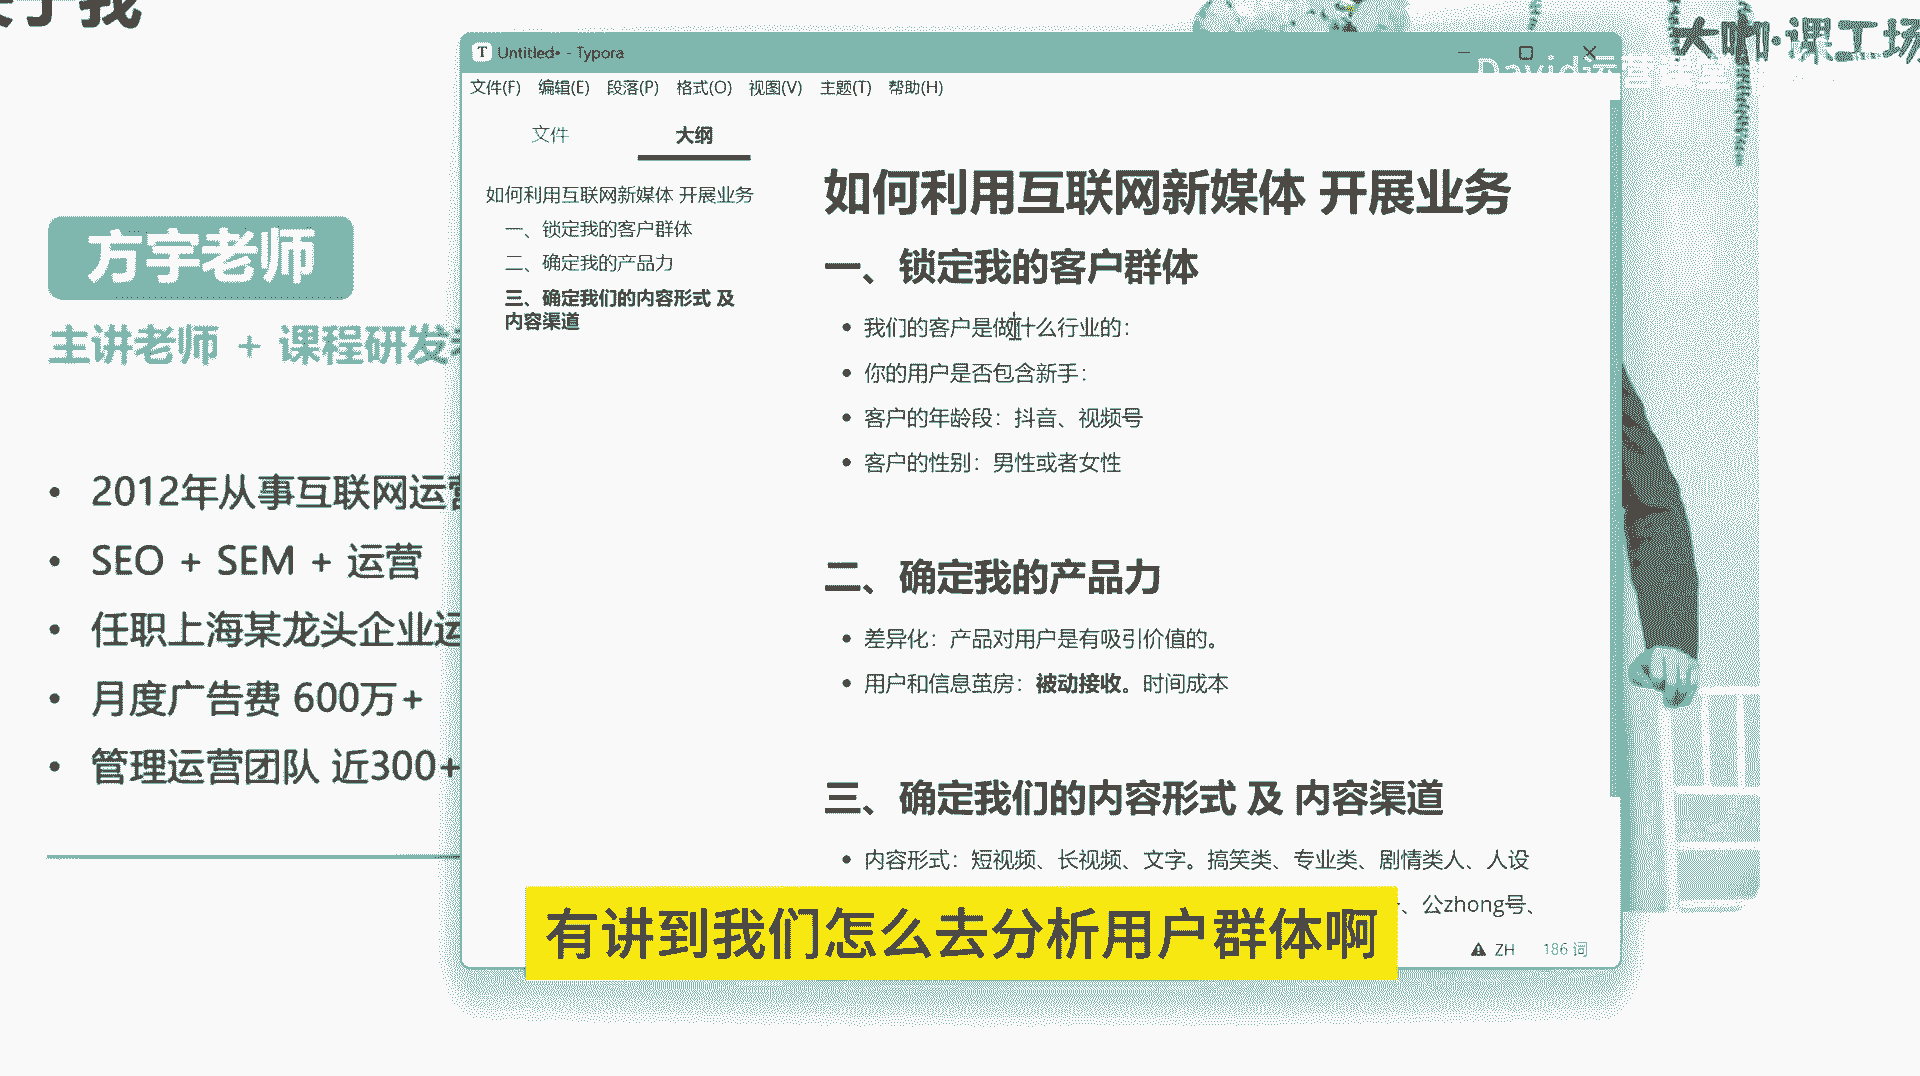 关于我
大咖·课工场
David运营
方宇老师
主讲老师 + 课程研发
• 2012年从事互联网运营
• SEO + SEM + 运营
• 任职上海某龙头企业运
• 月度广告费 600万+
• 管理运营团队 近300+
Untitled• - Typora
文件(F) 编辑(E) 段落(P) 格式(O) 视图(V) 主题(T) 帮助(H)
文件 大纲
如何利用互联网新媒体 开展业务
一、锁定我的客户群体
二、确定我的产品力
三、确定我们的内容形式 及
内容渠道
如何利用互联网新媒体 开展业务
一、锁定我的客户群体
• 我们的客户是做什么行业的：
• 你的用户是否包含新手：
• 客户的年龄段：抖音、视频号
• 客户的性别：男性或者女性
二、确定我的产品力
• 差异化：产品对用户是有吸引价值的。
• 用户和信息茧房：被动接收。时间成本
三、确定我们的内容形式 及 内容渠道
• 内容形式：短视频、长视频、文字。搞笑类、专业类、剧情类人、人设
、公zhong号、
有讲到我们怎么去分析用户群体啊
ZH 186 词